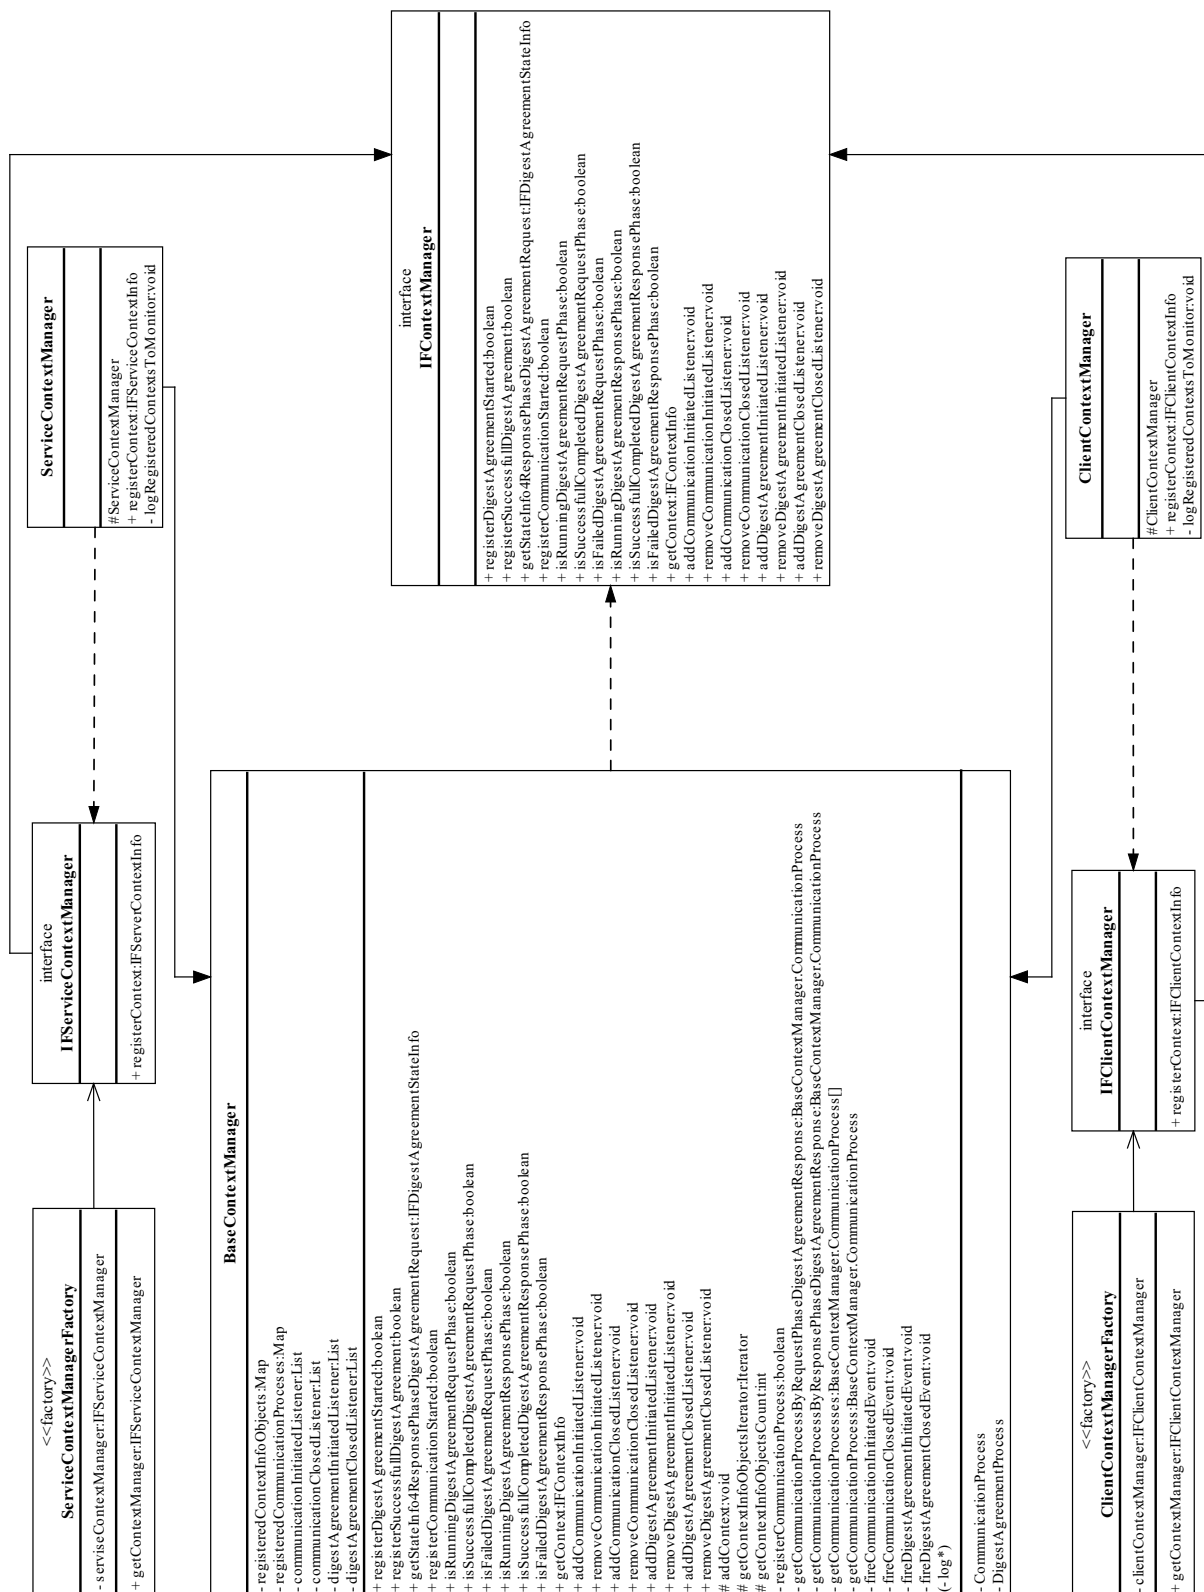 <<factory>>
ServiceContextManagerFactory
- serviseContextManager:IFServiceContextManager
+ getContextManager:IFServiceContextManager
interface
IFServiceContextManager
+ registerContext:IFServerContextInfo
ServiceContextManager
#ServiceContextManager
+ registerContext:IFServiceContextInfo
- logRegisteredContextsToMonitor:void
BaseContextManager
- registeredContextInfoObjects:Map
- registeredCommunicationProceses:Map
- communicationInitiatedListener:List
- communicationClosedListener:List
- digestAgreementInitiatedListener:List
- digestAgreementClosedListener:List
+ registerDigestAgreementStarted:boolean
+ registerSuccessfullDigestAgreement:boolean
+ getStateInfo4ResponsePhaseDigestAgreementRequest:IFDigestAgreementStateInfo
+ registerCommunicationStarted:boolean
+ isRunningDigestAgreementRequestPhase:boolean
+ isSuccessfullCompletedDigestAgreementRequestPhase:boolean
+ isFailedDigestAgreementRequestPhase:boolean
+ isRunningDigestAgreementResponsePhase:boolean
+ isSuccessfullCompletedDigestAgreementResponsePhase:boolean
+ isFailedDigestAgreementResponsePhase:boolean
+ getContext:IFContextInfo
+ addCommunicationInitiatedListener:void
+ removeCommunicationInitiatedListener:void
+ addCommunicationClosedListener:void
+ removeCommunicationClosedListener:void
+ addDigestAgreementInitiatedListener:void
+ removeDigestAgreementInitiatedListener:void
+ addDigestAgreementClosedListener:void
+ removeDigestAgreementClosedListener:void
# addContext:void
# getContextInfoObjectsIterator:Iterator
# getContextInfoObjectsCount:int
- registerCommunicationProcess:boolean
- getCommunicationProcessByRequestPhaseDigestAgreementResponse:BaseContextManager.CommunicationProcess
- getCommunicationProcessByResponsePhaseDigestAgreementResponse:BaseContextManager.CommunicationProcess
- getCommunicationProcesses:BaseContextManager.CommunicationProcess[]
- getCommunicationProcess:BaseContextManager.CommunicationProcess
- fireCommunicationInitiatedEvent:void
- fireCommunicationClosedEvent:void
- fireDigestAgreementInitiatedEvent:void
- fireDigestAgreementClosedEvent:void
(- log*)
- CommunicationProcess
- DigestAgreementProcess
interface
IFContextManager
+ registerDigestAgreementStarted:boolean
+ registerSuccessfullDigestAgreement:boolean
+ getStateInfo4ResponsePhaseDigestAgreementRequest:IFDigestAgreementStateInfo
+ registerCommunicationStarted:boolean
+ isRunningDigestAgreementRequestPhase:boolean
+ isSuccessfullCompletedDigestAgreementRequestPhase:boolean
+ isFailedDigestAgreementRequestPhase:boolean
+ isRunningDigestAgreementResponsePhase:boolean
+ isSuccessfullCompletedDigestAgreementResponsePhase:boolean
+ isFailedDigestAgreementResponsePhase:boolean
+ getContext:IFContextInfo
+ addCommunicationInitiatedListener:void
+ removeCommunicationInitiatedListener:void
+ addCommunicationClosedListener:void
+ removeCommunicationClosedListener:void
+ addDigestAgreementInitiatedListener:void
+ removeDigestAgreementInitiatedListener:void
+ addDigestAgreementClosedListener:void
+ removeDigestAgreementClosedListener:void
<<factory>>
ClientContextManagerFactory
- clientContextManager:IFClientContextManager
+ getContextManager:IFClientContextManager
interface
IFClientContextManager
+ registerContext:IFClientContextInfo
ClientContextManager
#ClientContextManager
+ registerContext:IFClientContextInfo
- logRegisteredContextsToMonitor:void